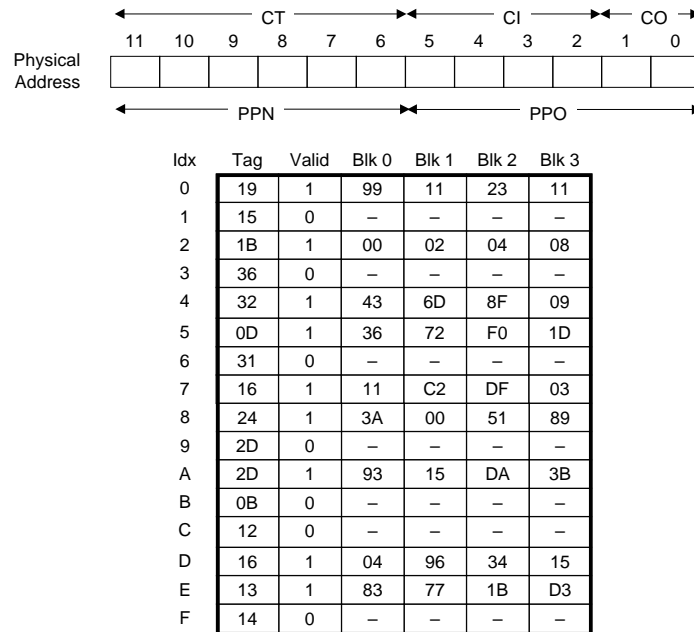 CT CI CO
11 10 9 8 7 6 5 4 3 2 1 0
Physical
Address
PPN PPO
Idx Tag Valid Blk 0 Blk 1 Blk 2 Blk 3
0 19 1 99 11 23 11
1 15 0 – – – –
2 1B 1 00 02 04 08
3 36 0 – – – –
4 32 1 43 6D 8F 09
5 0D 1 36 72 F0 1D
6 31 0 – – – –
7 16 1 11 C2 DF 03
8 24 1 3A 00 51 89
9 2D 0 – – – –
A 2D 1 93 15 DA 3B
B 0B 0 – – – –
C 12 0 – – – –
D 16 1 04 96 34 15
E 13 1 83 77 1B D3
F 14 0 – – – –